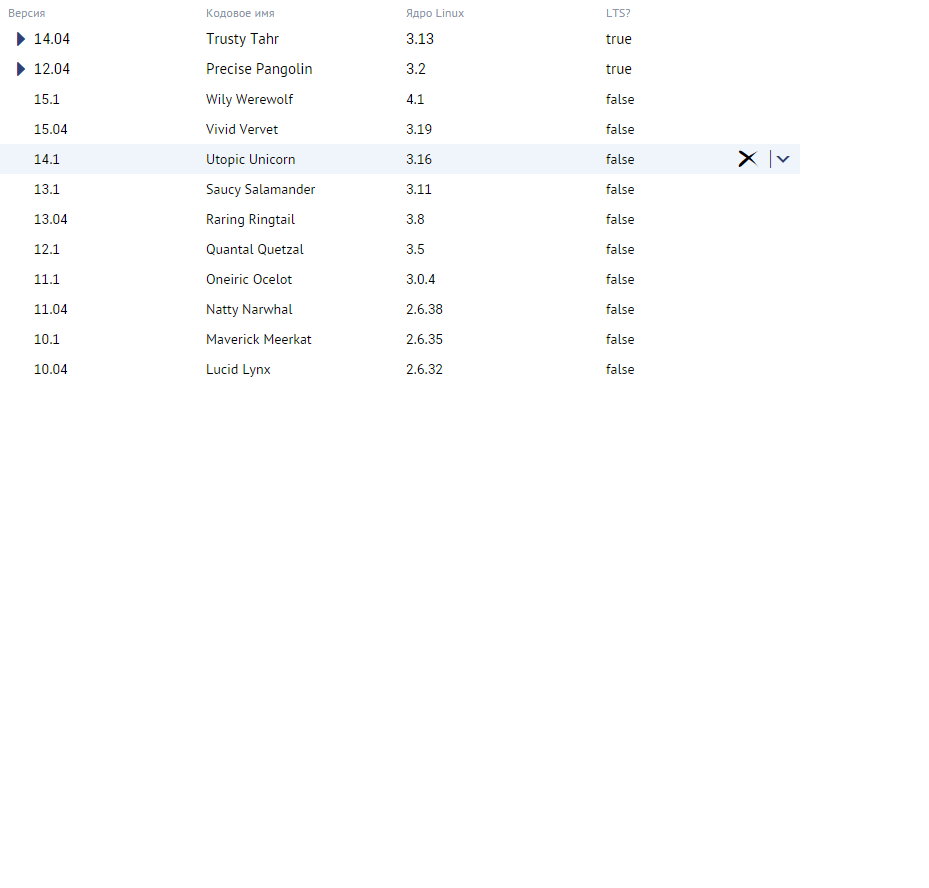 Версия Кодовое имя Ядро Linux LTS?
14.04 Trusty Tahr 3.13 true
12.04 Precise Pangolin 3.2 true
15.1 Wily Werewolf 4.1 false
15.04 Vivid Vervet 3.19 false
14.1 Utopic Unicorn 3.16 false
13.1 Saucy Salamander 3.11 false
13.04 Raring Ringtail 3.8 false
12.1 Quantal Quetzal 3.5 false
11.1 Oneiric Ocelot 3.0.4 false
11.04 Natty Narwhal 2.6.38 false
10.1 Maverick Meerkat 2.6.35 false
10.04 Lucid Lynx 2.6.32 false